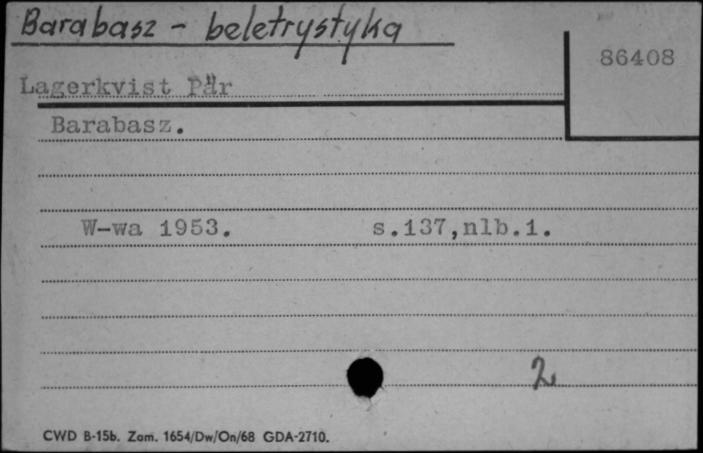 Barabasz - beletrystyka
86408
Lagerkvist Pär
Barabasz.
W-wa 1953. s.137,nlb.1.
2
CWD B-15b. Zam. 1654/Dw/On/68 GDA-2710.